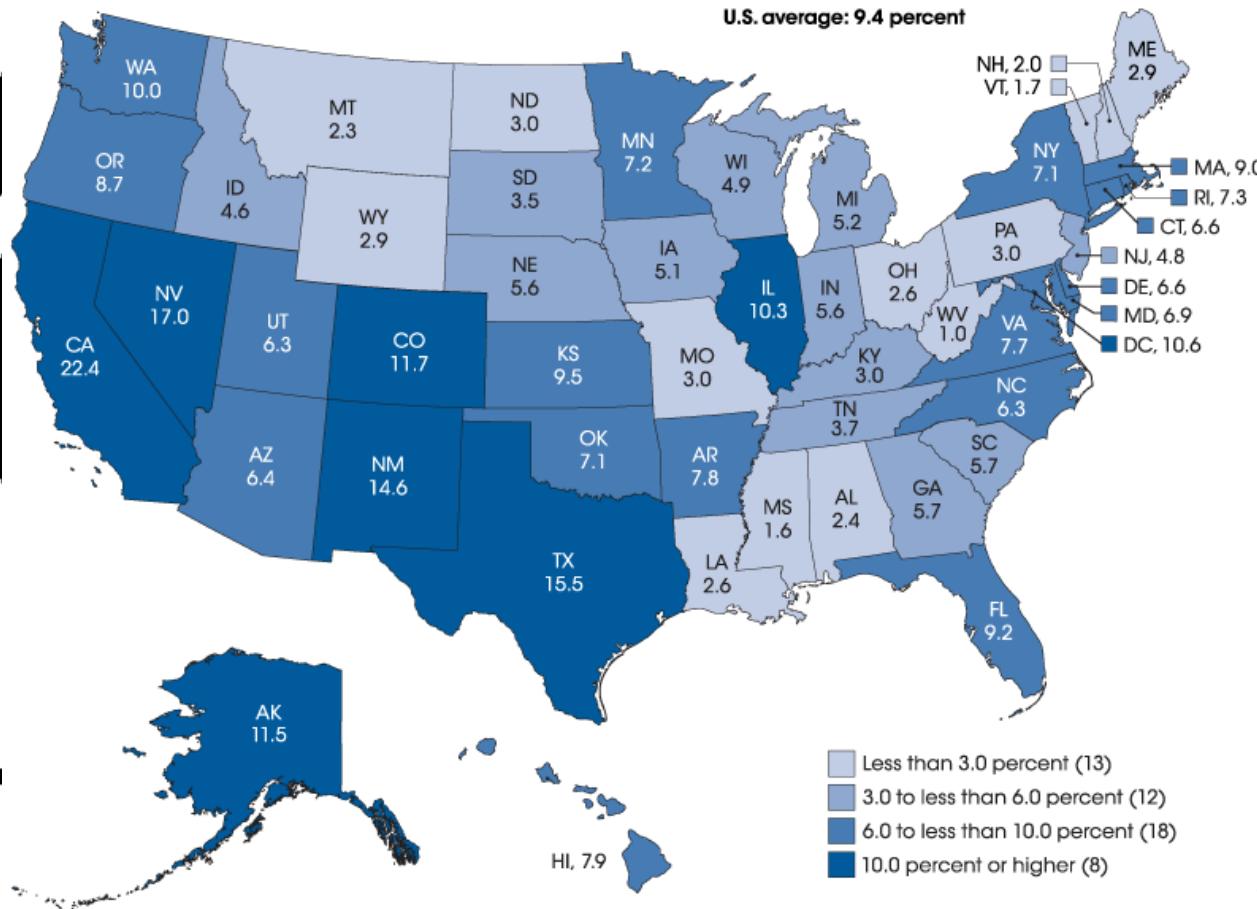 U.S. average: 9.4 percent
WA
10.0
OR
8.7
CA
22.4
NV
17.0
ID
4.6
MT
2.3
WY
2.9
UT
6.3
AZ
6.4
CO
11.7
NM
14.6
ND
3.0
SD
3.5
NE
5.6
KS
9.5
OK
7.1
TX
15.5
MN
7.2
IA
5.1
MO
3.0
AR
7.8
LA
2.6
WI
4.9
IL
10.3
MI
5.2
IN
5.6
OH
2.6
KY
3.0
TN
3.7
MS
1.6
AL
2.4
GA
5.7
FL
9.2
SC
5.7
NC
6.3
VA
7.7
WV
1.0
PA
3.0
NY
7.1
ME
2.9
NH, 2.0
VT, 1.7
MA, 9.0
RI, 7.3
CT, 6.6
NJ, 4.8
DE, 6.6
MD, 6.9
DC, 10.6
AK
11.5
HI, 7.9
Less than 3.0 percent (13)
3.0 to less than 6.0 percent (12)
6.0 to less than 10.0 percent (18)
10.0 percent or higher (8)